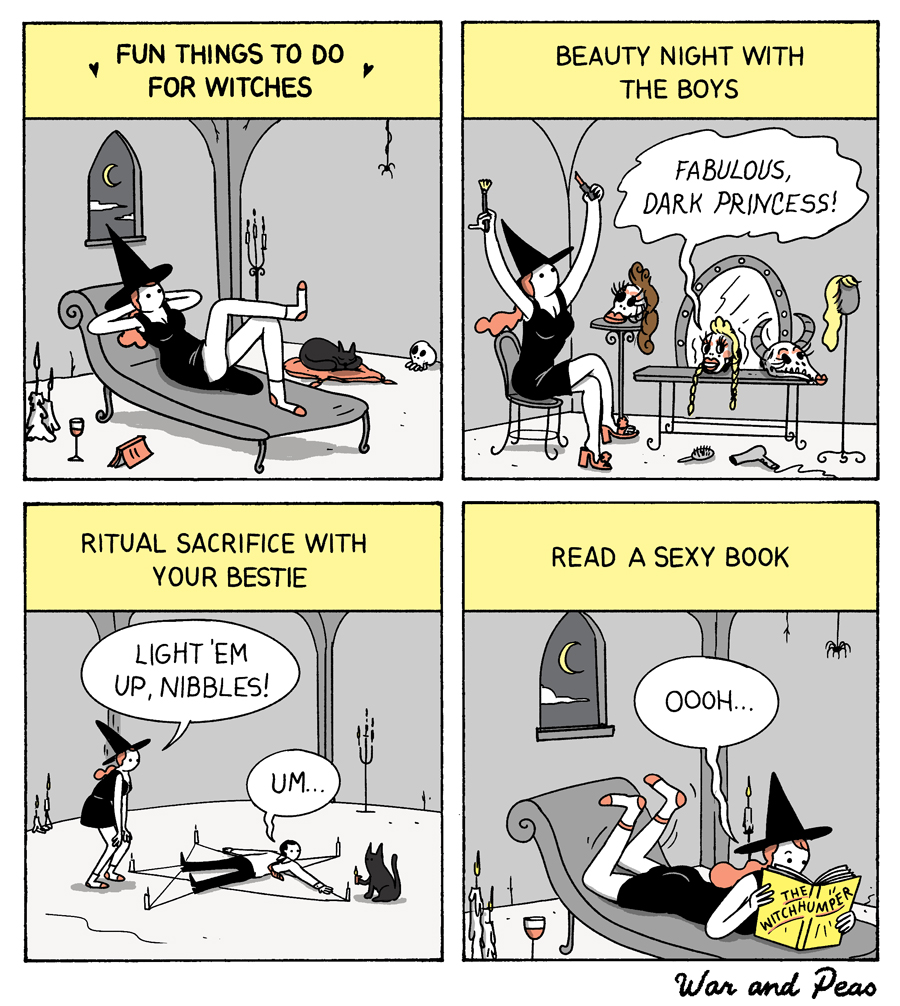 FUN THINGS TO DO
FOR WITCHES
BEAUTY NIGHT WITH
THE BOYS
FABULOUS,
DARK PRINCESS!
RITUAL SACRIFICE WITH
YOUR BESTIE
LIGHT 'EM
UP, NIBBLES!
UM...
READ A SEXY BOOK
OOOH...
THE
WITCHHUMPER
War and Peas